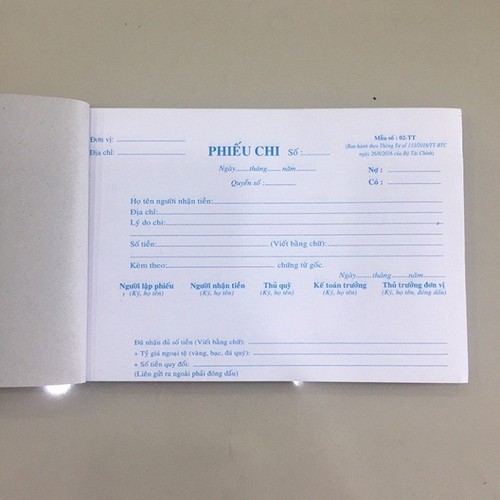 Đơn vị:
Địa chỉ:
PHIẾU CHI Số :
Ngày......tháng......năm......
Quyển số :
Mẫu số : 02-TT
(Ban hành theo Thông Tư số 133/2016/TT-BTC
ngày 26/8/2016 của Bộ Tài Chính)
Nợ :
Có :
Họ tên người nhận tiền:
Địa chỉ:
Lý do chi:
Số tiền: (Viết bằng chữ):
Kèm theo: chứng từ gốc.
Ngày......tháng......năm......
Người lập phiếu Người nhận tiền Thủ quỹ Kế toán trưởng Thủ trưởng đơn vị
(Ký, họ tên) (Ký, họ tên) (Ký, họ tên) (Ký, họ tên) (Ký, họ tên, đóng dấu)
Đã nhận đủ số tiền (Viết bằng chữ):
+ Tỷ giá ngoại tệ (vàng, bạc, đá quý):
+ Số tiền quy đổi:
(Liên gửi ra ngoài phải đóng dấu)